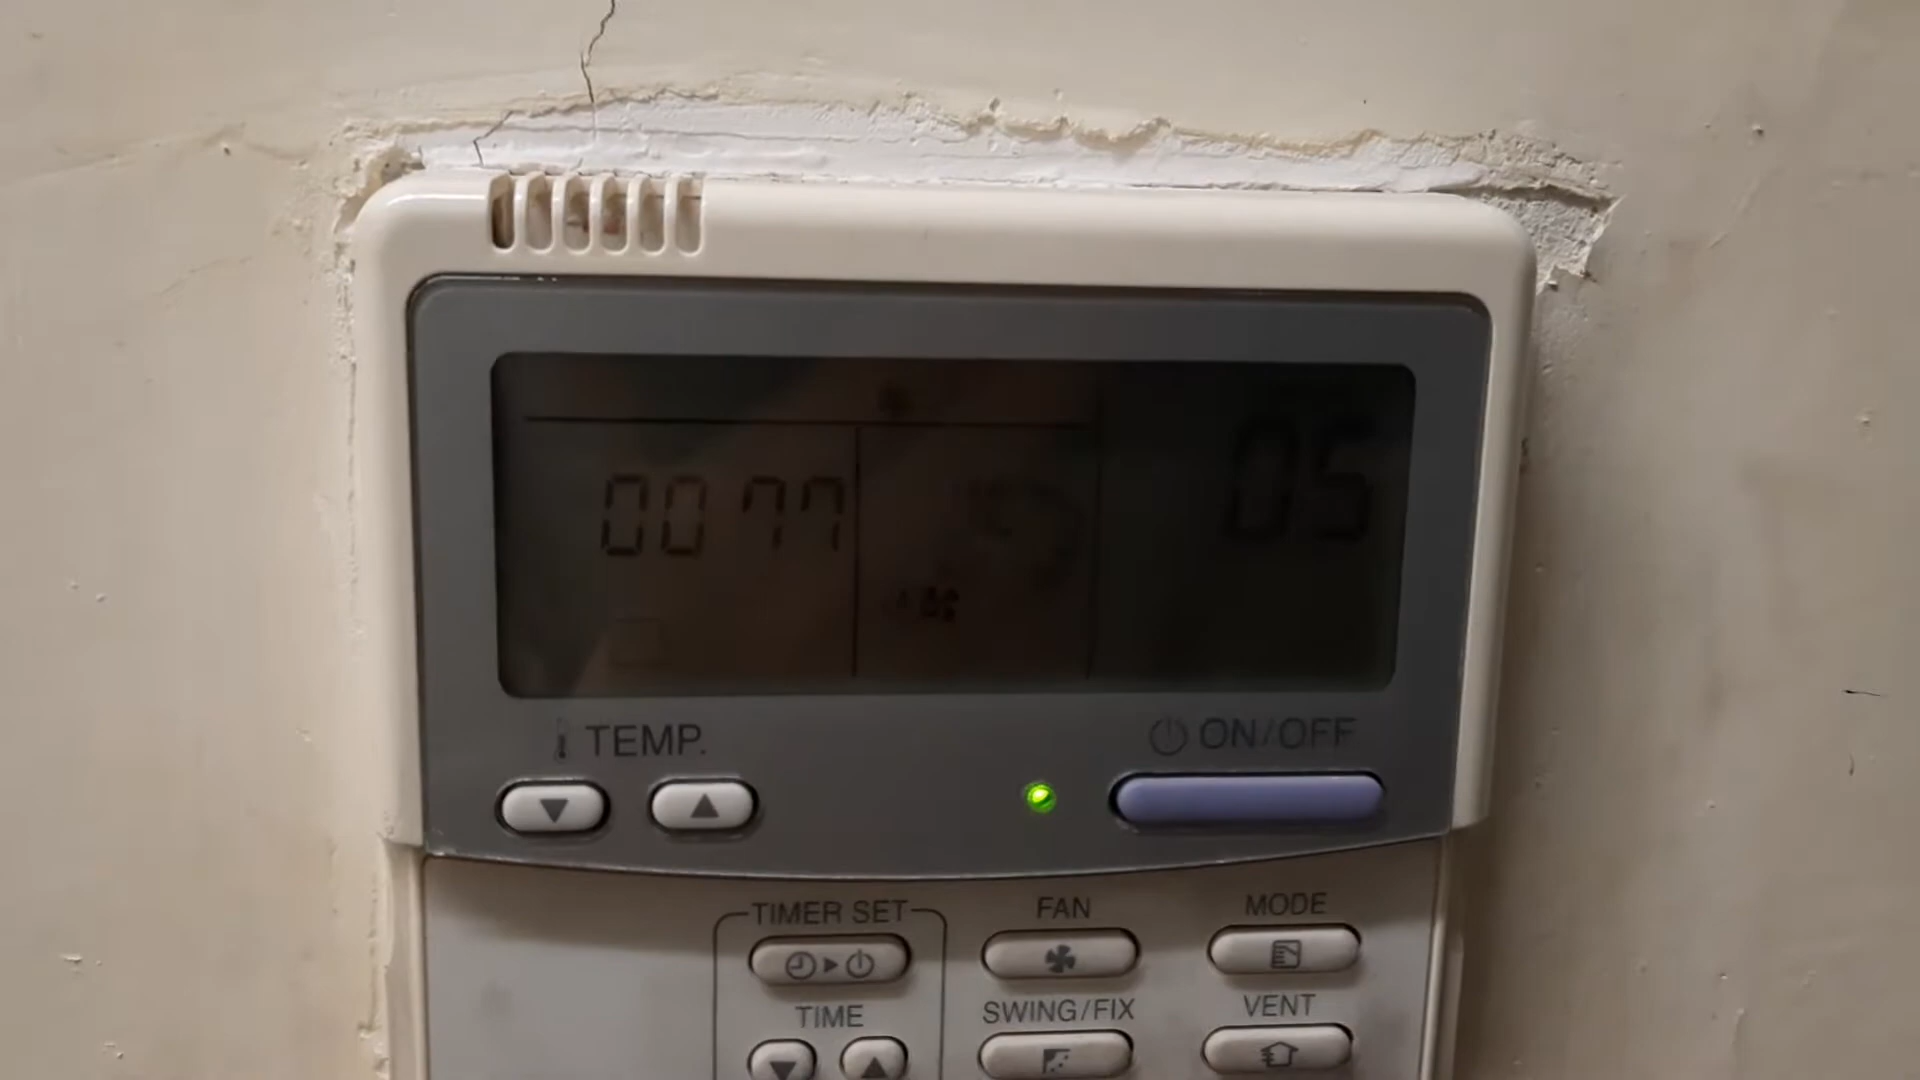 05
0077
TEMP.
ON/OFF
TIMER SET
FAN
MODE
TIME
SWING/FIX
VENT